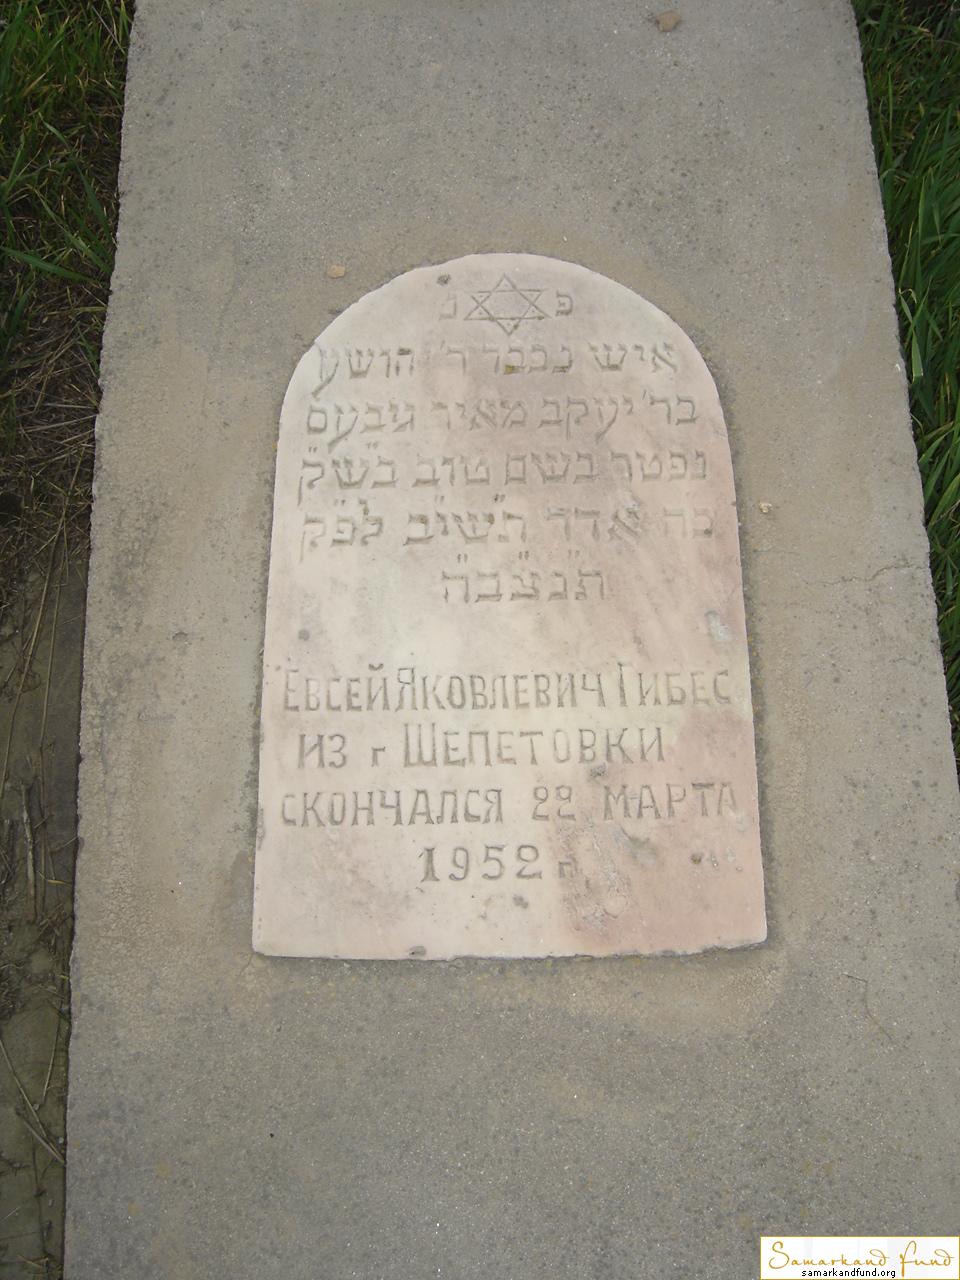 פ נ
איש נכבד ר' הושע
בר' יעקב מאיר גיבעס
נפטר בשם טוב בש"ק
כה אדר תשי"ב לפ"ק
ת"נ"צ"ב"ה
ЕВСЕЙ ЯКОВЛЕВИЧ ГИБЕС
ИЗ г ШЕПЕТОВКИ
СКОНЧАЛСЯ 22 МАРТА
1952 г.
Samarkand fund
samarkandfund.org